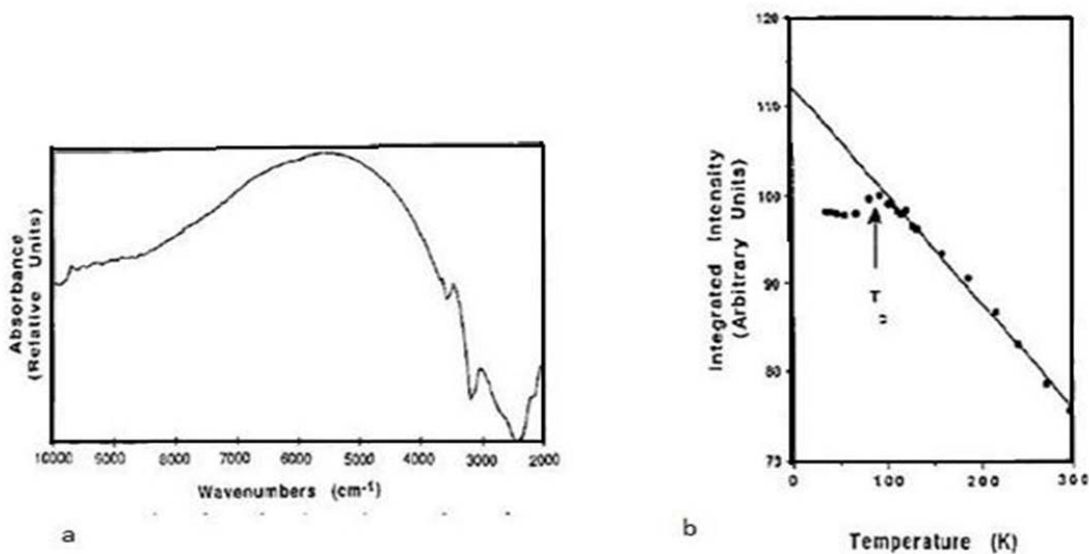 Absorbance
(Relative Units)
10000 9000 8000 7000 6000 5000 4000 3000 2000
Wavenumbers (cm-1)
a
Integrated Intensity
(Arbitrary Units)
120
110
100
90
80
70
T
c
0 100 200 300
Temperature (K)
b